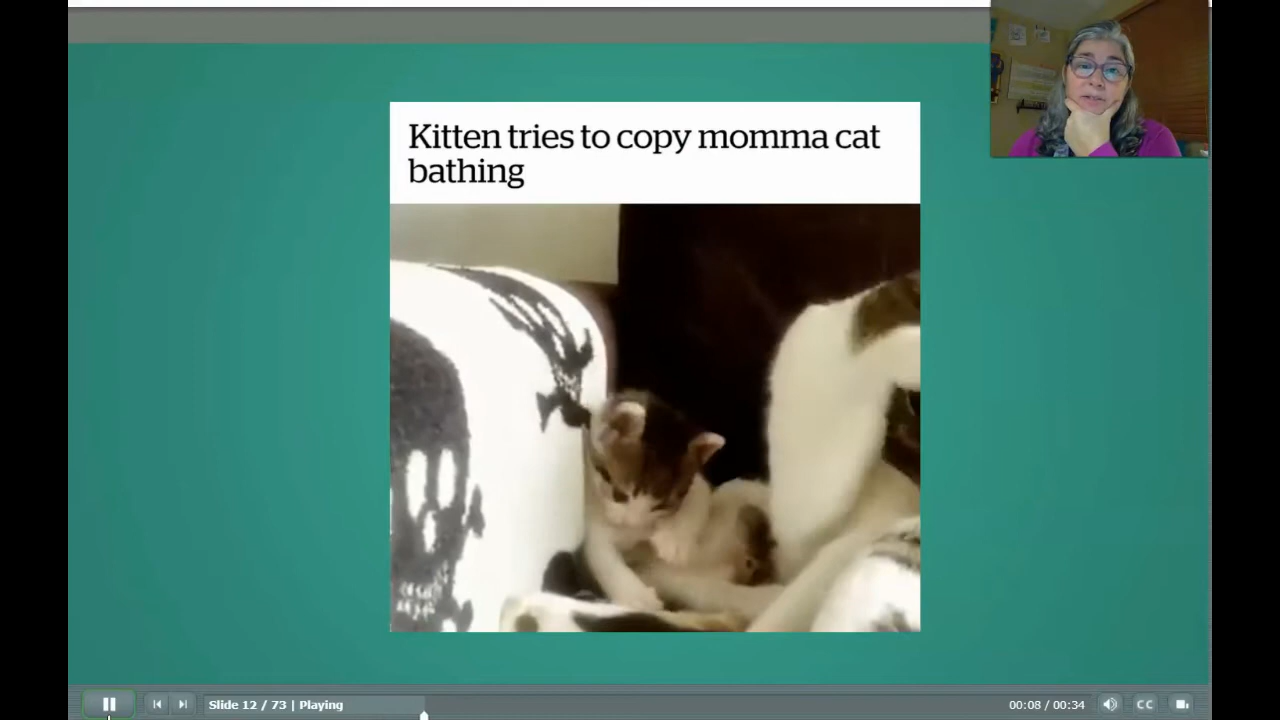 Kitten tries to copy momma cat
bathing
Slide 12 / 73 | Playing
00:08 / 00:34
CC